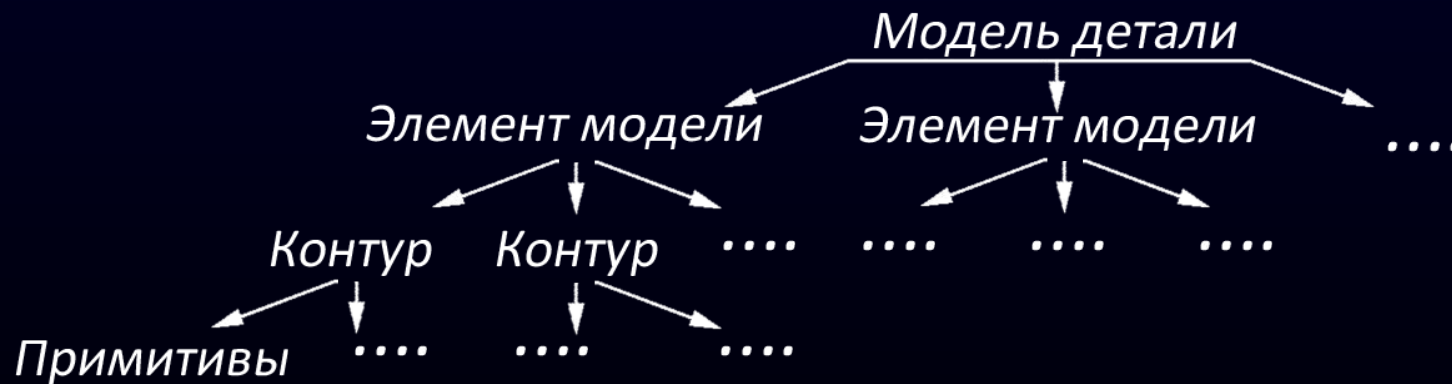 Модель детали
Элемент модели Элемент модели ....
Контур Контур .... .... .... ....
Примитивы .... .... ....